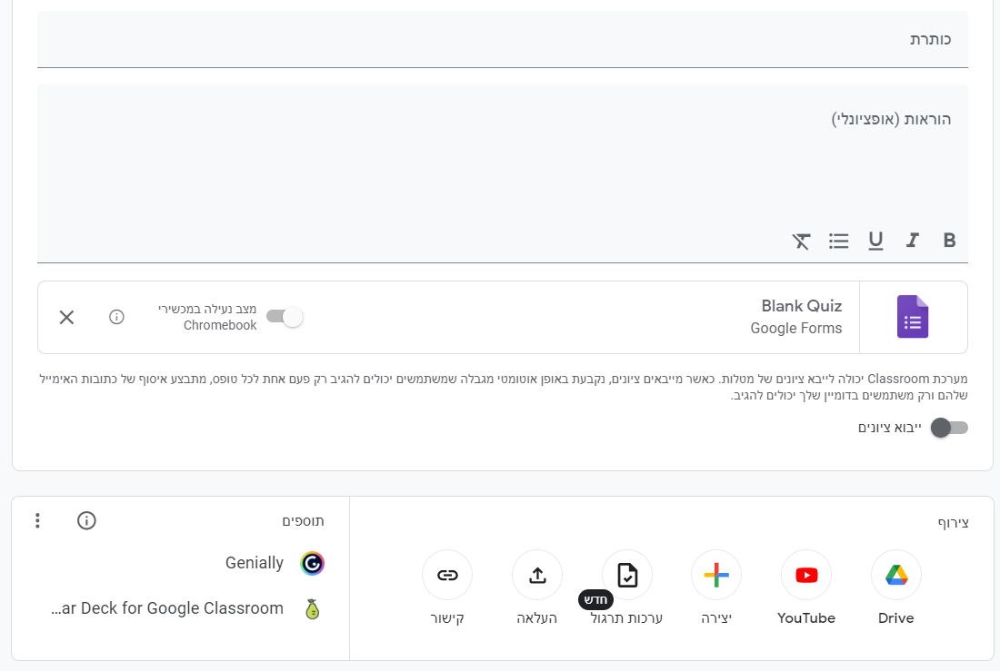 כותרת
הוראות (אופציונלי)
B I U
Blank Quiz
Google Forms
מצב נעילה במכשירי
Chromebook
מערכת Classroom יכולה לייבא ציונים של מטלות. כאשר מייבאים ציונים, נקבעת באופן אוטומטי מגבלה שמשתמשים יכולים להגיב רק פעם אחת לכל טופס, מתבצע איסוף של כתובות האימייל
שלהם ורק משתמשים בדומיין שלך יכולים להגיב.
ייבוא ציונים
צירוף
Drive
YouTube
יצירה
חדש
ערכות תרגול
העלאה
קישור
תוספים
Genially
...ar Deck for Google Classroom